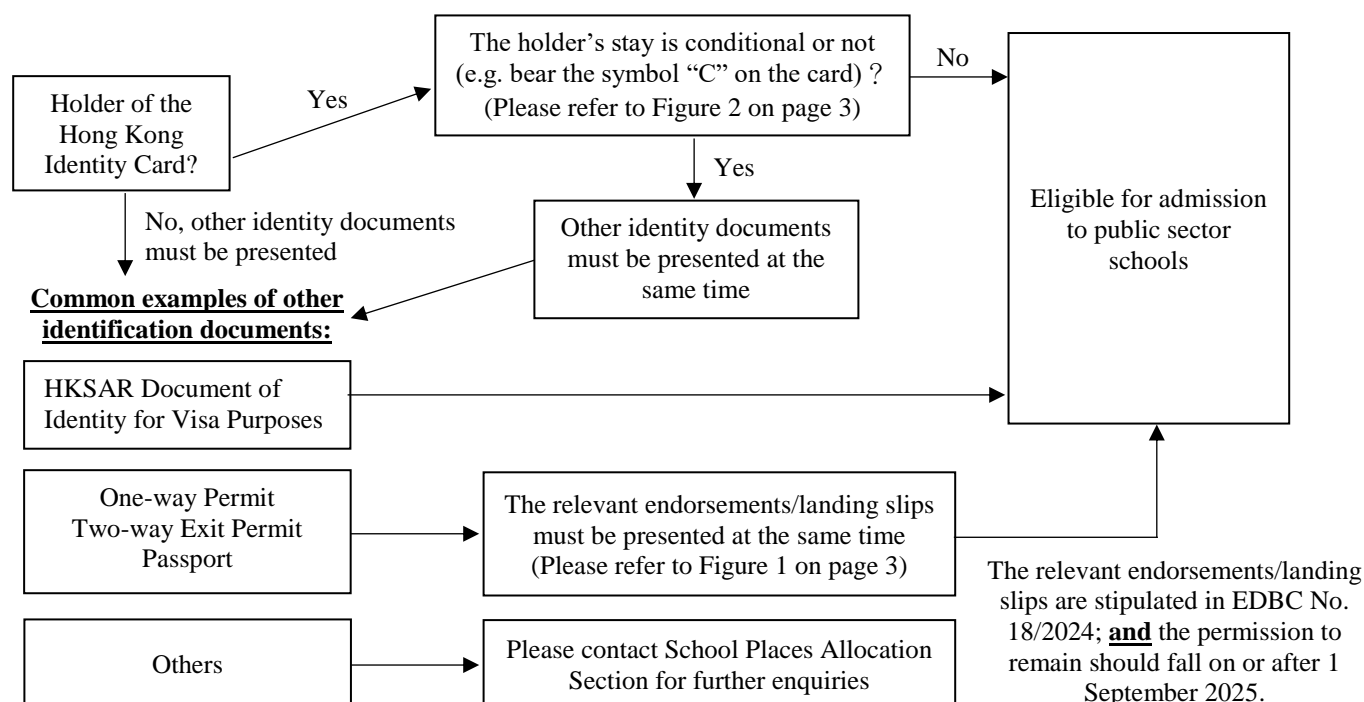 The holder’s stay is conditional or not
(e.g. bear the symbol “C” on the card)？
(Please refer to Figure 2 on page 3)
No
Holder of the
Hong Kong
Identity Card?
Yes
Yes
No, other identity documents
must be presented
Other identity documents
must be presented at the
same time
Eligible for admission
to public sector
schools
Common examples of other
identification documents:
HKSAR Document of
Identity for Visa Purposes
One-way Permit
Two-way Exit Permit
Passport
The relevant endorsements/landing slips
must be presented at the same time
(Please refer to Figure 1 on page 3)
The relevant endorsements/landing
slips are stipulated in EDBC No.
18/2024; and the permission to
remain should fall on or after 1
September 2025.
Others
Please contact School Places Allocation
Section for further enquiries